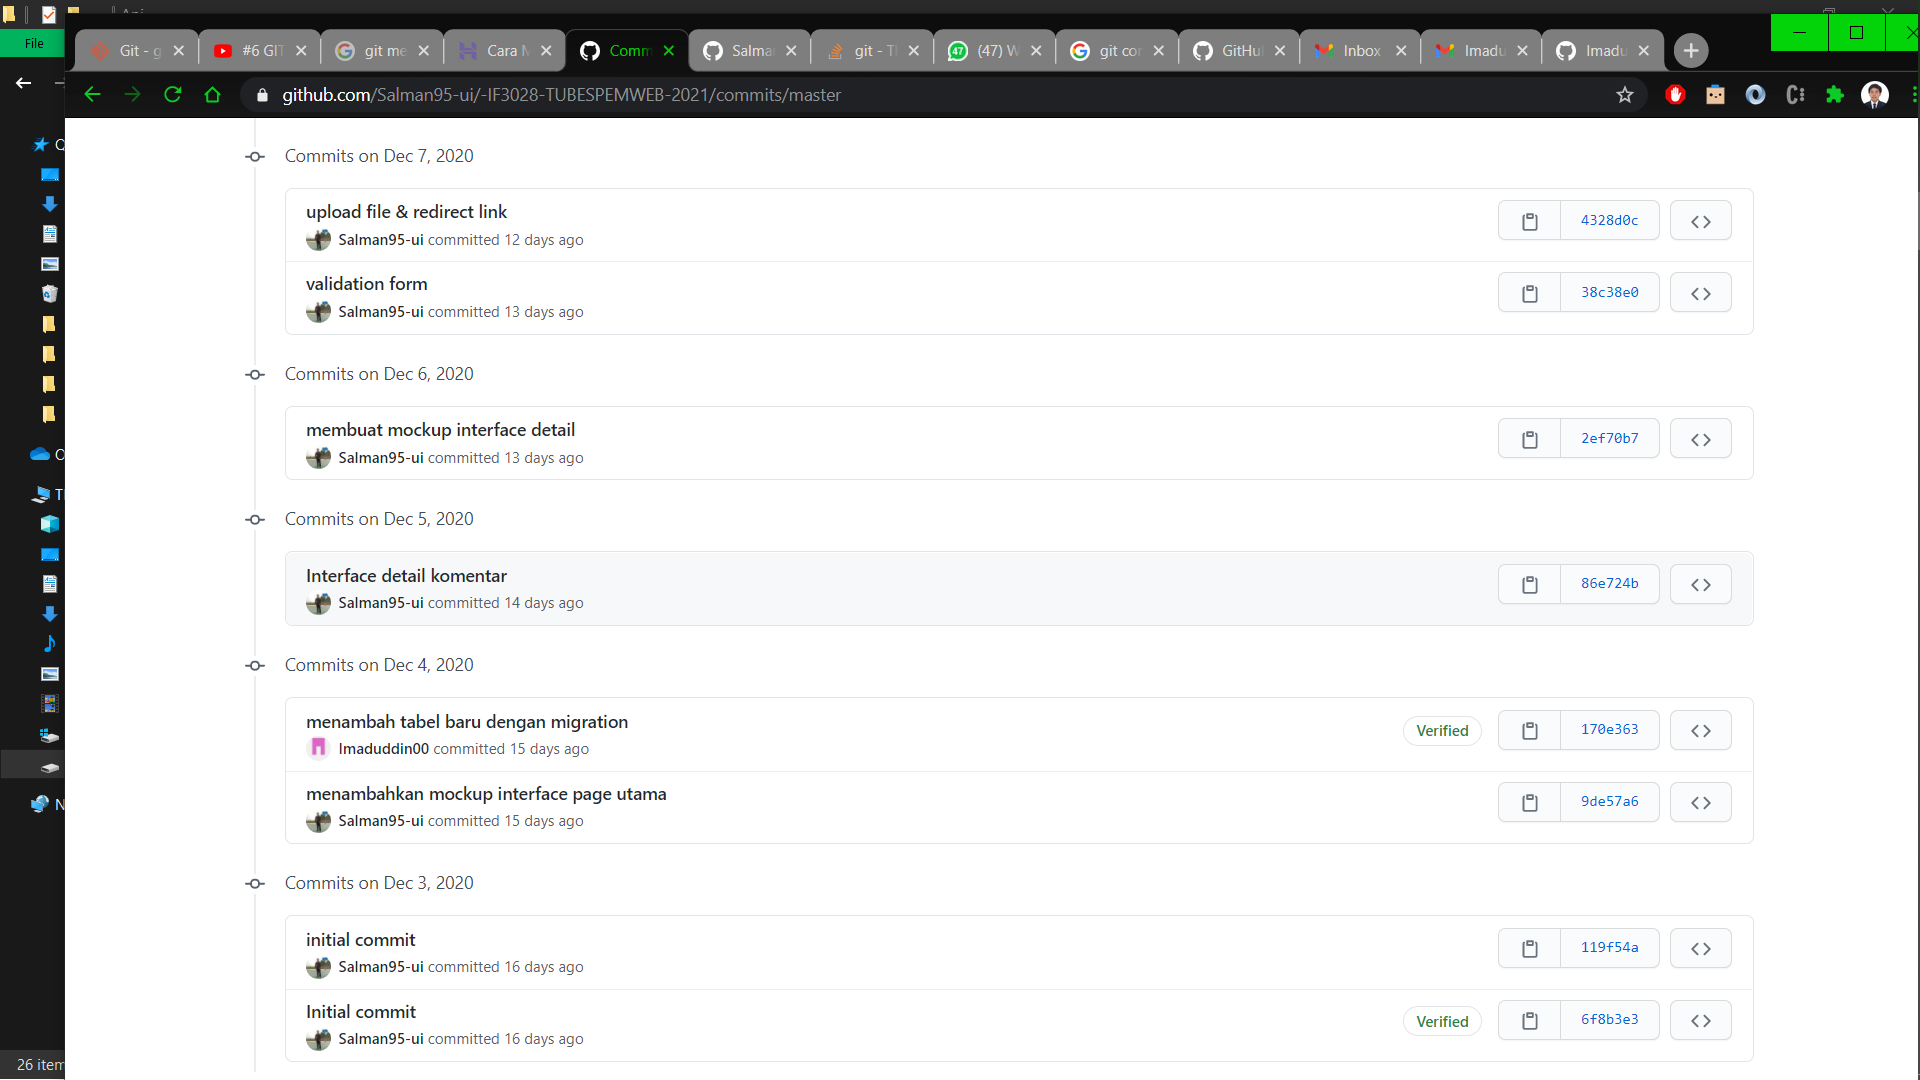 File
Git - g
#6 GIT
git me
Cara M
Comm
Salma
git - T
47
(47) W
git cor
GitHu
Inbox
Imadu
Imadu
github.com/Salman95-ui/-IF3028-TUBESPEMWEB-2021/commits/master
Commits on Dec 7, 2020
upload file & redirect link
Salman95-ui committed 12 days ago
4328d0c
validation form
Salman95-ui committed 13 days ago
38c38e0
Commits on Dec 6, 2020
membuat mockup interface detail
Salman95-ui committed 13 days ago
2ef70b7
Commits on Dec 5, 2020
Interface detail komentar
Salman95-ui committed 14 days ago
86e724b
Commits on Dec 4, 2020
menambah tabel baru dengan migration
Imaduddin00 committed 15 days ago
Verified
170e363
menambahkan mockup interface page utama
Salman95-ui committed 15 days ago
9de57a6
Commits on Dec 3, 2020
initial commit
Salman95-ui committed 16 days ago
119f54a
Initial commit
Salman95-ui committed 16 days ago
Verified
6f8b3e3
26 item